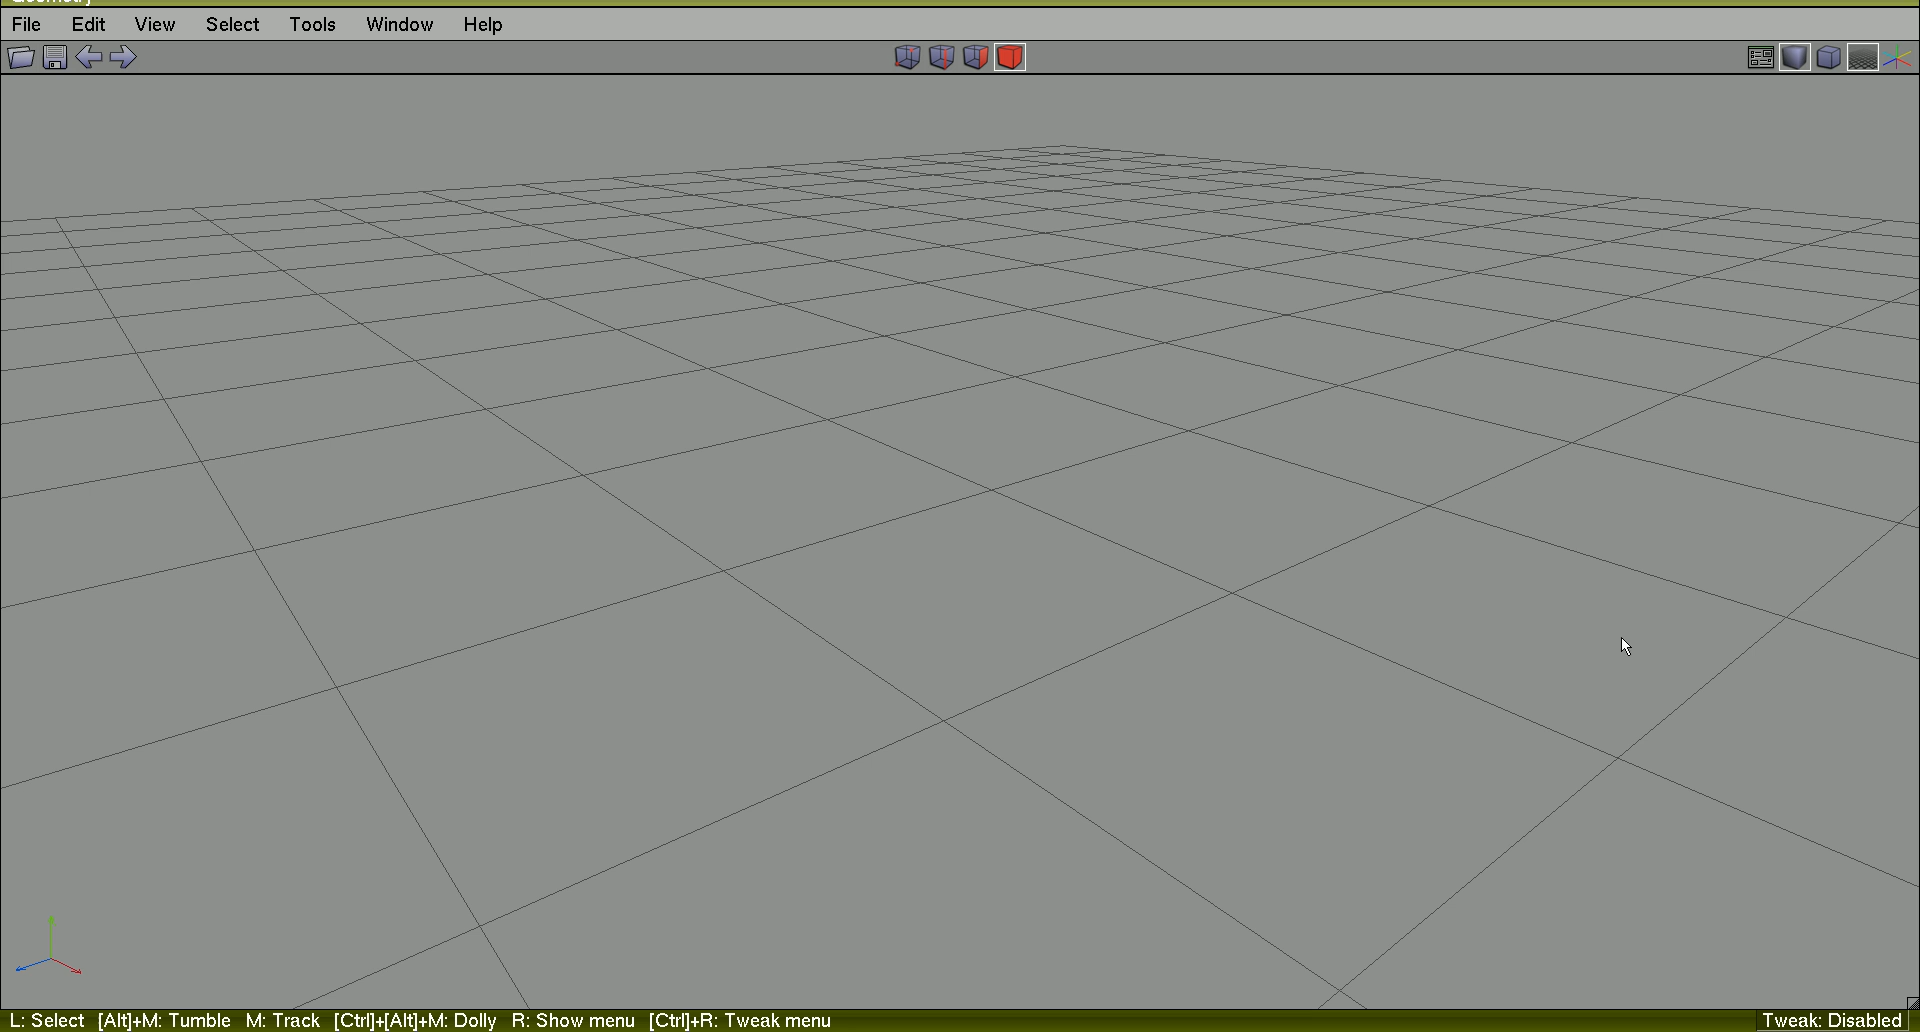 Geometry
File Edit View Select Tools Window Help
L: Select [Alt]+M: Tumble M: Track [Ctrl]+[Alt]+M: Dolly R: Show menu [Ctrl]+R: Tweak menu Tweak: Disabled